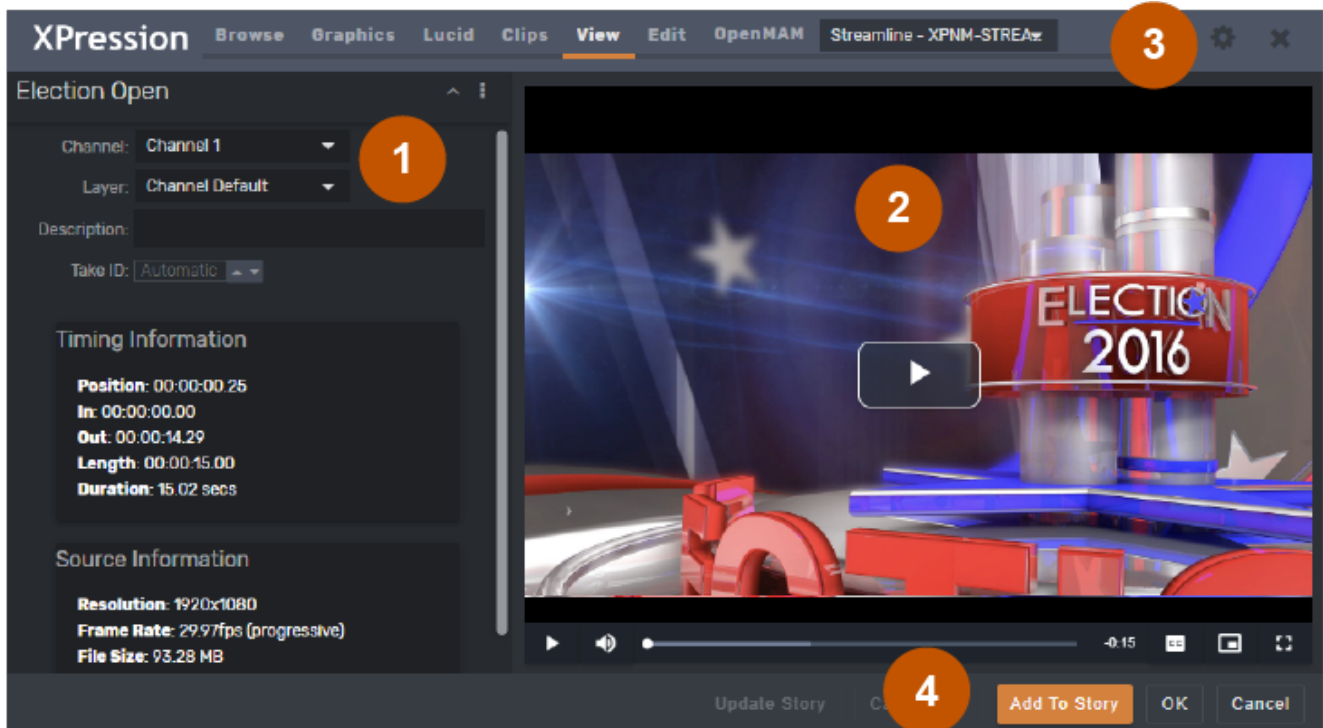 XPression Browse Graphics Lucid Clips View Edit OpenMAM Streamline - XPNM-STREA
3
Election Open
Channel: Channel 1
1
Layer: Channel Default
Description:
Take ID: Automatic
Timing Information
Position: 00:00:00.25
In: 00:00:00.00
Out: 00:00:14.29
Length: 00:00:15.00
Duration: 15.02 secs
Source Information
Resolution: 1920x1080
Frame Rate: 29.97fps (progressive)
File Size: 93.28 MB
2
ELECTION
2016
-0:15 CC
Update Story 4 Add To Story OK Cancel